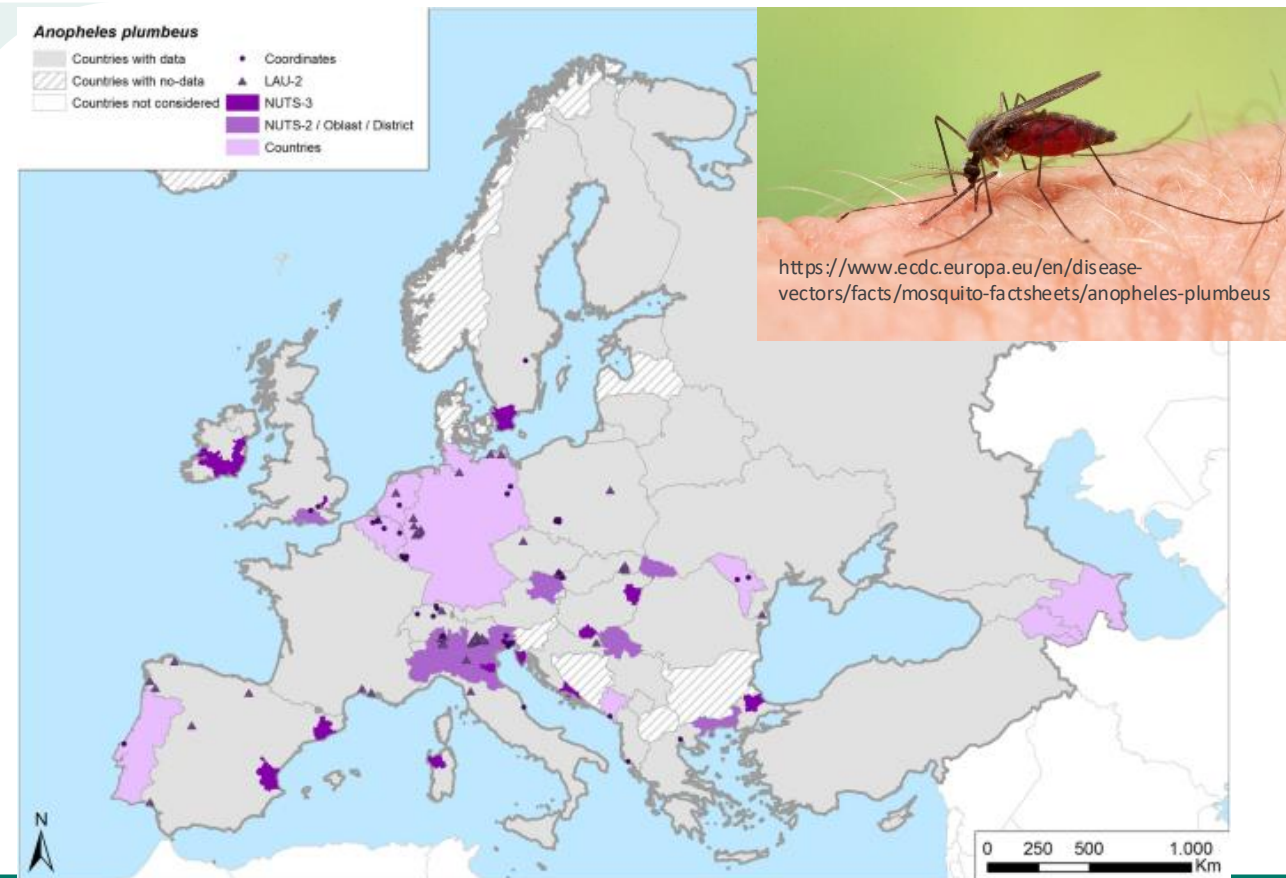 Anopheles plumbeus
Countries with data
Countries with no-data
Countries not considered
Coordinates
LAU-2
NUTS-3
NUTS-2 / Oblast / District
Countries
https://www.ecdc.europa.eu/en/disease-
vectors/facts/mosquito-factsheets/anopheles-plumbeus
N
0 250 500 1.000
Km